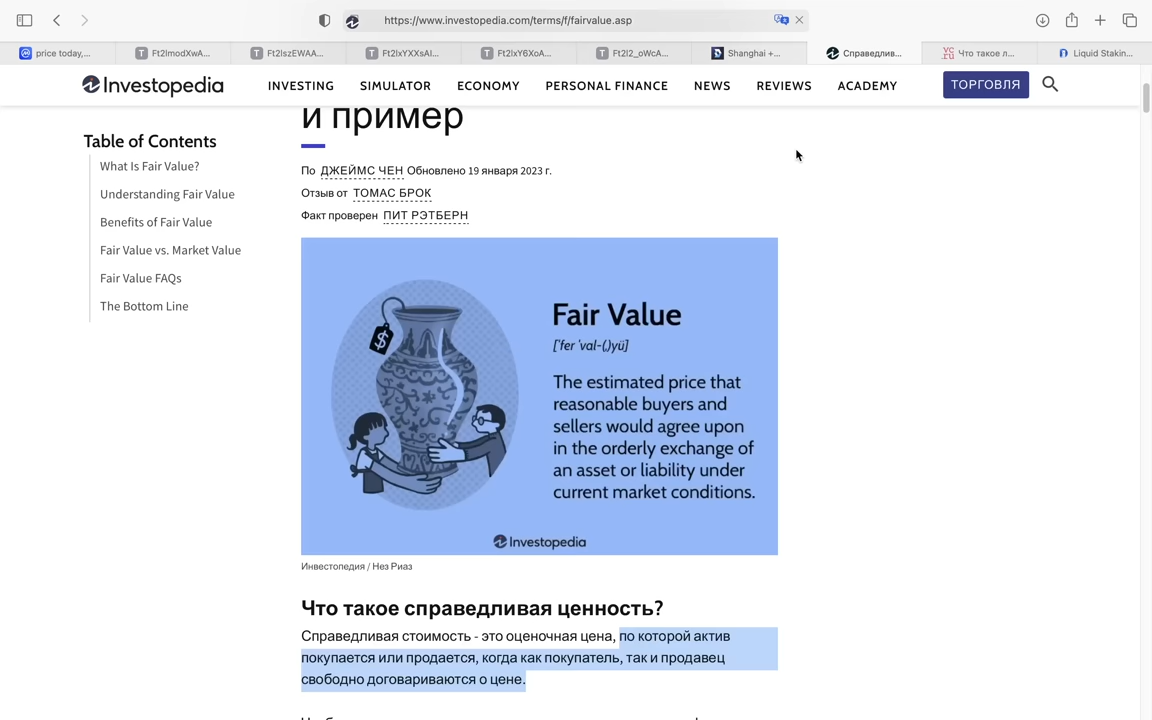 https://www.investopedia.com/terms/f/fairvalue.asp
price today,...
Ft2lmodXwA...
Ft2lszEWAA...
Ft2lxYXXsAI...
Ft2lxY6XoA...
Ft2l2_oWcA...
Shanghai +...
Справедлив...
Что такое л...
Liquid Stakin...
Investopedia
INVESTING
SIMULATOR
ECONOMY
PERSONAL FINANCE
NEWS
REVIEWS
ACADEMY
ТОРГОВЛЯ
и пример
Table of Contents
What Is Fair Value?
Understanding Fair Value
Benefits of Fair Value
Fair Value vs. Market Value
Fair Value FAQs
The Bottom Line
По ДЖЕЙМС ЧЕН Обновлено 19 января 2023 г.
Отзыв от ТОМАС БРОК
Факт проверен ПИТ РЭТБЕРН
$
Fair Value
['fer 'val-(,)yü]
The estimated price that
reasonable buyers and
sellers would agree upon
in the orderly exchange of
an asset or liability under
current market conditions.
Investopedia
Инвестопедия / Нез Риаз
Что такое справедливая ценность?
Справедливая стоимость - это оценочная цена, по которой актив
покупается или продается, когда как покупатель, так и продавец
свободно договариваются о цене.